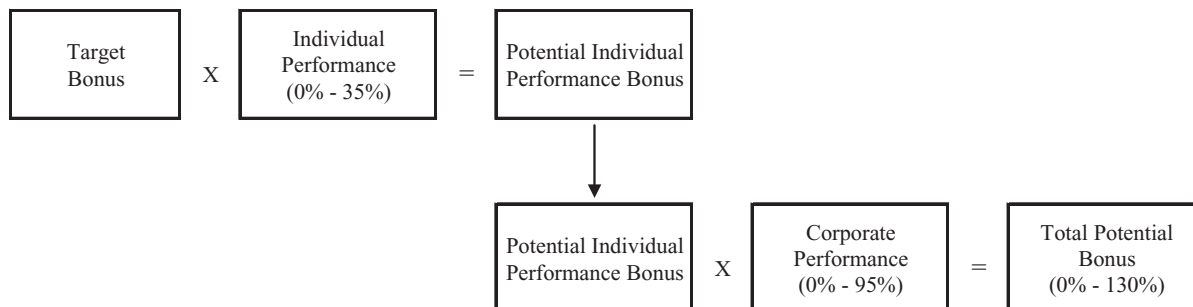 Target
Bonus
X
Individual
Performance
(0% - 35%)
=
Potential Individual
Performance Bonus
Potential Individual
Performance Bonus
X
Corporate
Performance
(0% - 95%)
=
Total Potential
Bonus
(0% - 130%)